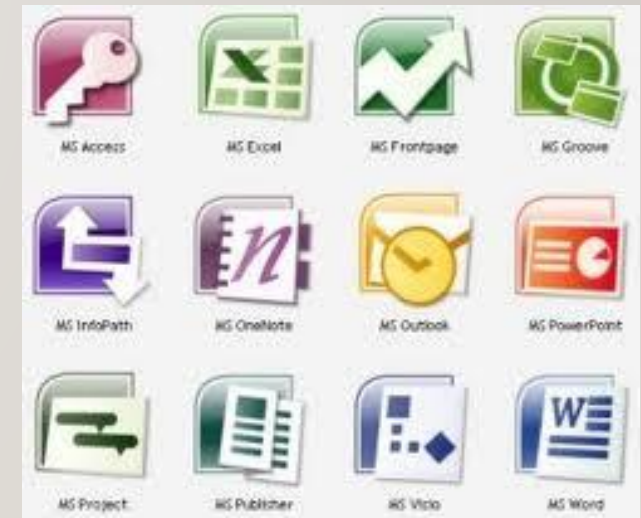 MS Access MS Excel MS Frontpage MS Groove
MS InfoPath MS OneNote MS Outlook MS PowerPoint
MS Project MS Publisher MS Visio MS Word